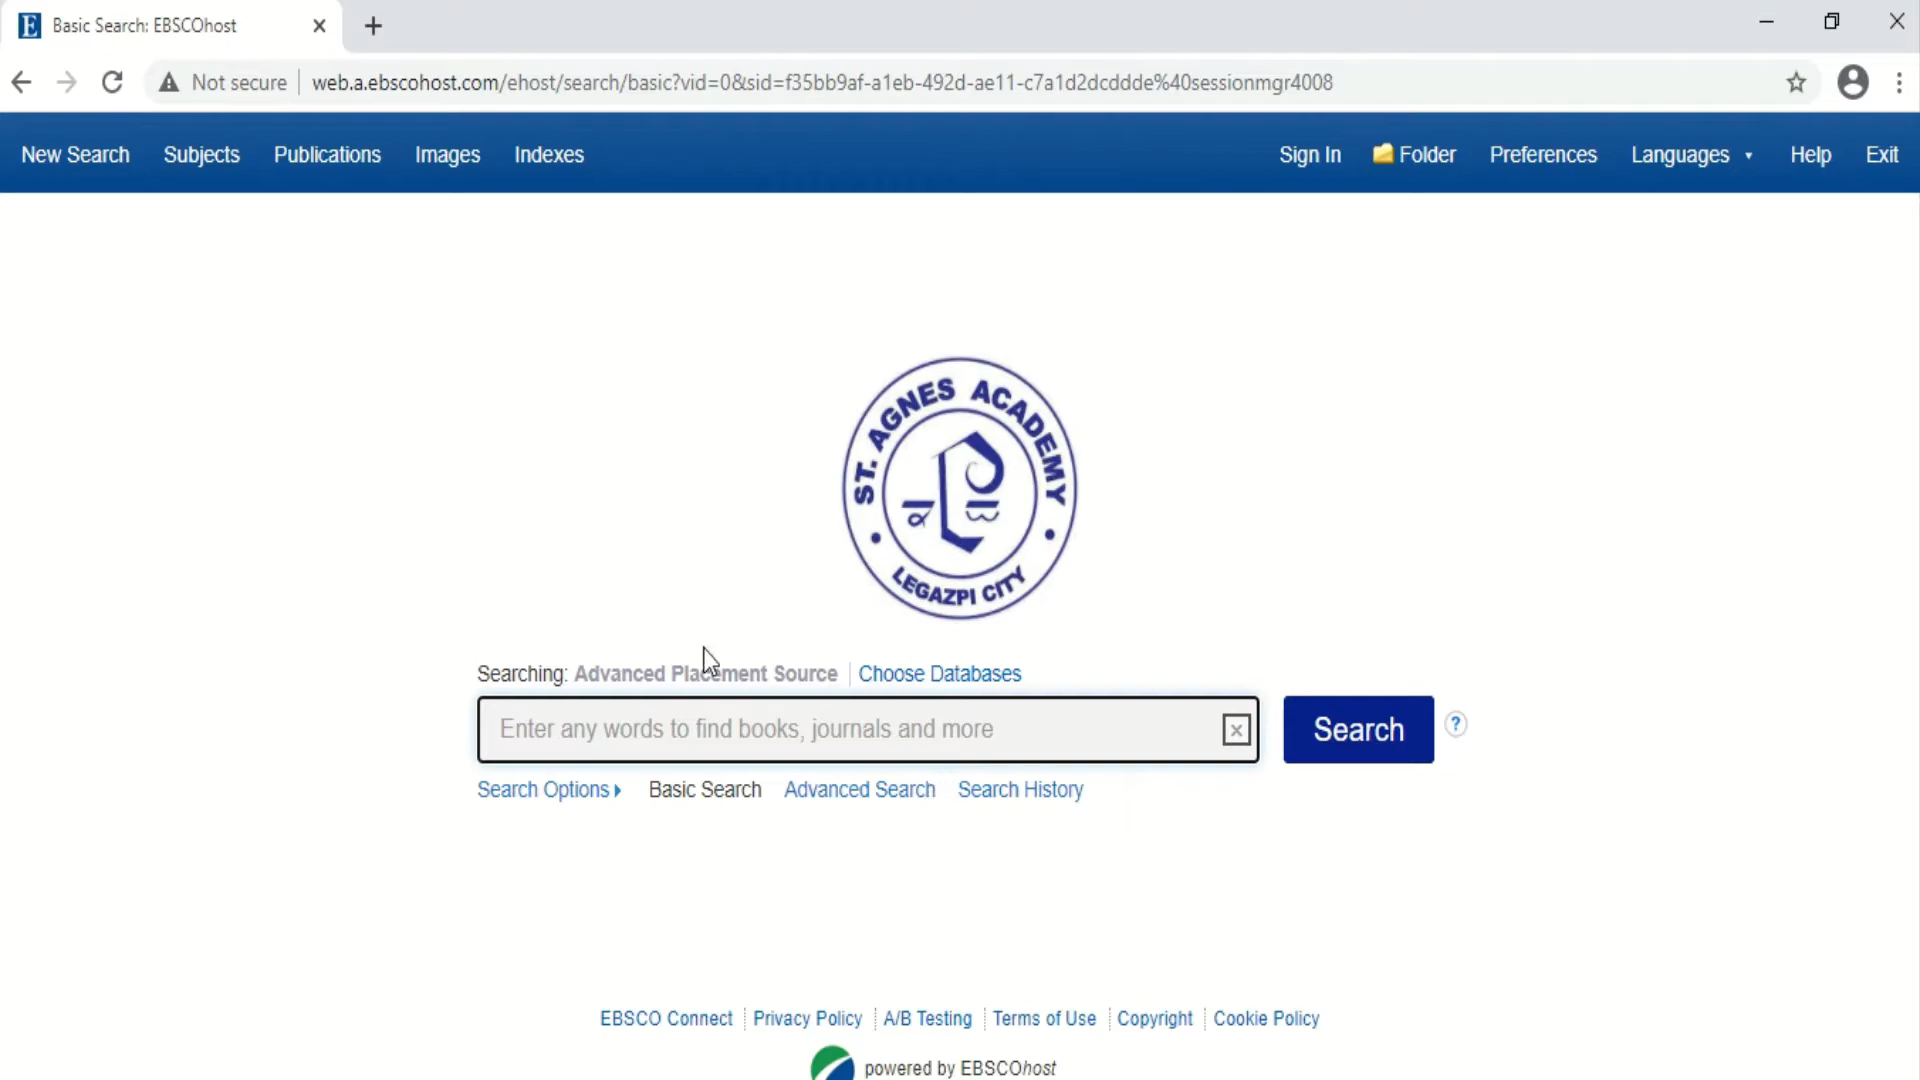 Basic Search: EBSCOhost
Not secure
web.a.ebscohost.com/ehost/search/basic?vid=0&sid=f35bb9af-a1eb-492d-ae11-c7a1d2dcddde%40sessionmgr4008
New Search Subjects Publications Images Indexes Sign In Folder Preferences Languages Help Exit
ST. AGNES ACADEMY
LEGAZPI CITY
Searching: Advanced Placement Source Choose Databases
Enter any words to find books, journals and more
Search
Search Options Basic Search Advanced Search Search History
EBSCO Connect Privacy Policy A/B Testing Terms of Use Copyright Cookie Policy
powered by EBSCOhost